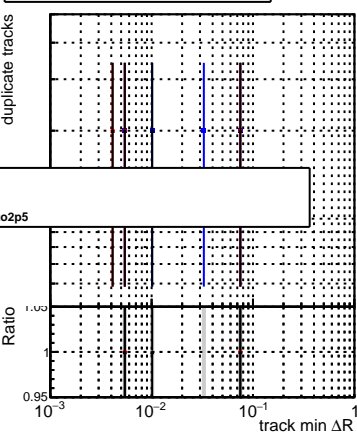 duplicate tracks
o2p5
Ratio
1.05
1
0.95
10⁻³ 10⁻² 10⁻¹ 1
track min ΔR